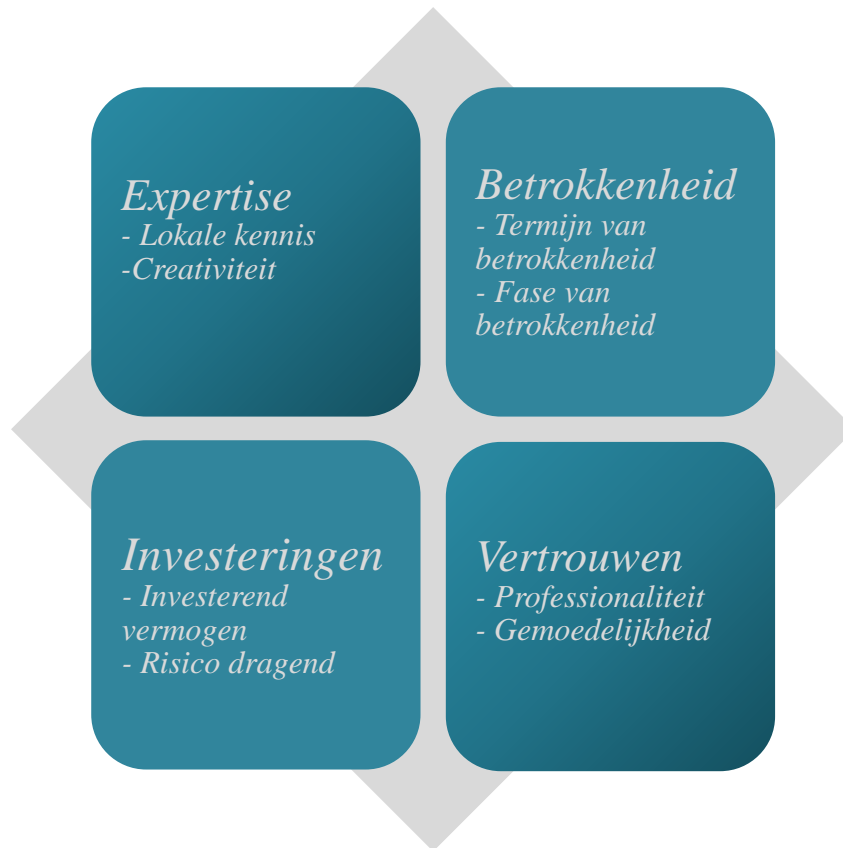 Expertise
- Lokale kennis
-Creativiteit
Betrokkenheid
- Termijn van
betrokkenheid
- Fase van
betrokkenheid
Investeringen
- Investerend
vermogen
- Risico dragend
Vertrouwen
- Professionaliteit
- Gemoedelijkheid